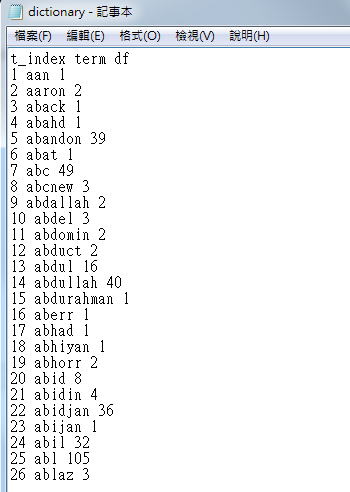 dictionary - 記事本
檔案(F) 編輯(E) 格式(O) 檢視(V) 說明(H)
t_index term df
1 aan 1
2 aaron 2
3 aback 1
4 abahd 1
5 abandon 39
6 abat 1
7 abc 49
8 abcnew 3
9 abdallah 2
10 abdel 3
11 abdomin 2
12 abduct 2
13 abdul 16
14 abdullah 40
15 abdurahman 1
16 aberr 1
17 abhad 1
18 abhiyan 1
19 abhorr 2
20 abid 8
21 abidin 4
22 abidjan 36
23 abijan 1
24 abil 32
25 abl 105
26 ablaz 3